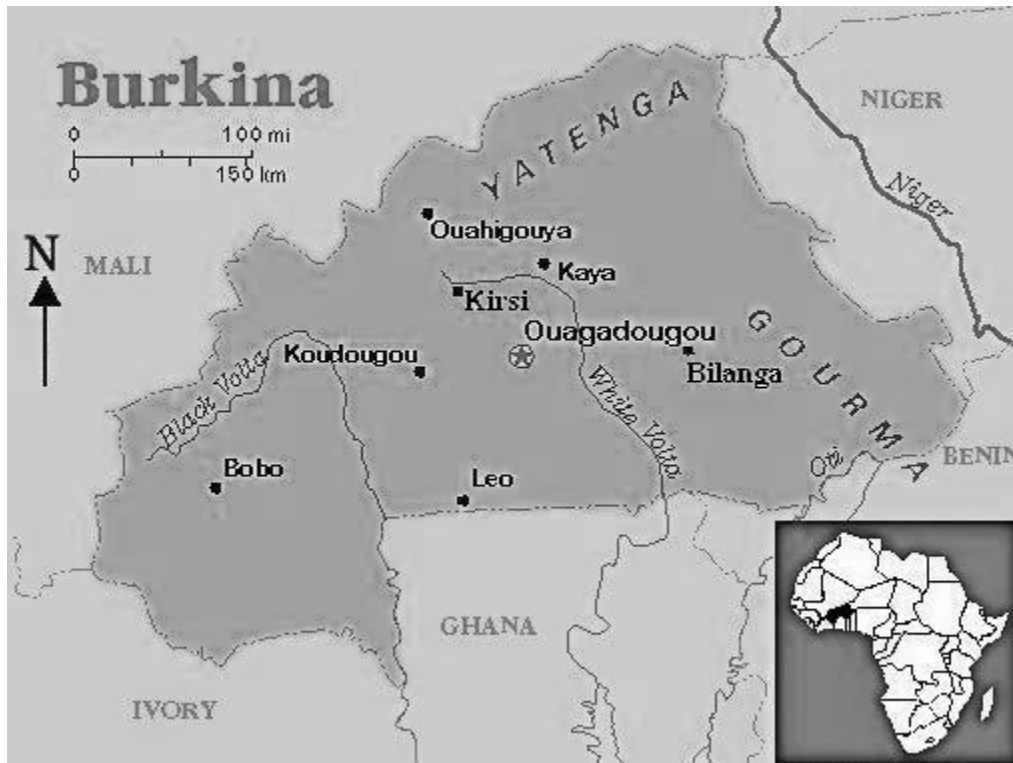 Burkina
0 100 mi
0 150 km
N
MALI
NIGER
Niger
YATENGA
Ouahigouya
Kaya
Kirsi
Ouagadougou
GOURMA
Koudougou
Bilanga
Black Volta
White Volta
Bobo
Leo
Oti
BENIN
GHANA
IVORY